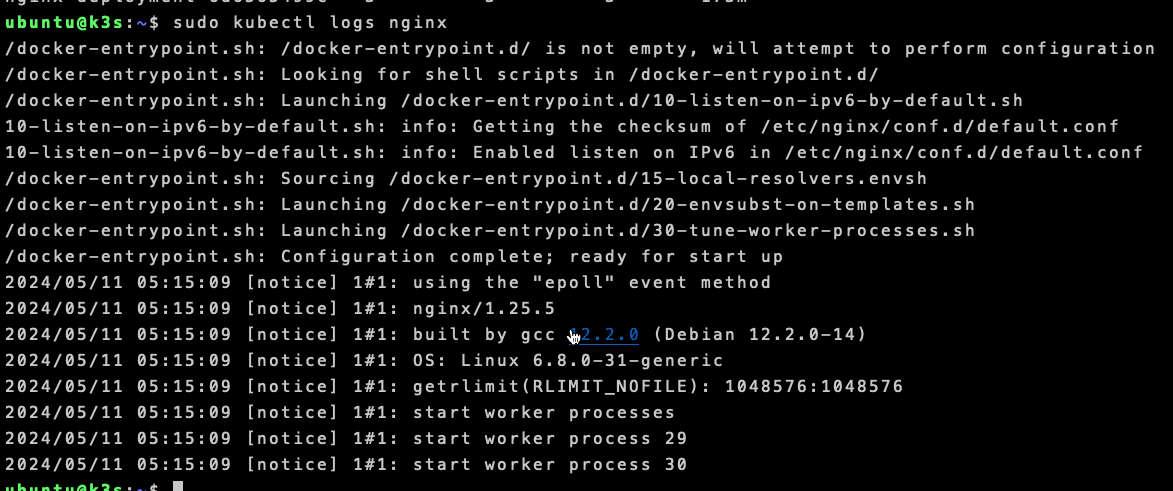 ubuntu@k3s:~$ sudo kubectl logs nginx
/docker-entrypoint.sh: /docker-entrypoint.d/ is not empty, will attempt to perform configuration
/docker-entrypoint.sh: Looking for shell scripts in /docker-entrypoint.d/
/docker-entrypoint.sh: Launching /docker-entrypoint.d/10-listen-on-ipv6-by-default.sh
10-listen-on-ipv6-by-default.sh: info: Getting the checksum of /etc/nginx/conf.d/default.conf
10-listen-on-ipv6-by-default.sh: info: Enabled listen on IPv6 in /etc/nginx/conf.d/default.conf
/docker-entrypoint.sh: Sourcing /docker-entrypoint.d/15-local-resolvers.envsh
/docker-entrypoint.sh: Launching /docker-entrypoint.d/20-envsubst-on-templates.sh
/docker-entrypoint.sh: Launching /docker-entrypoint.d/30-tune-worker-processes.sh
/docker-entrypoint.sh: Configuration complete; ready for start up
2024/05/11 05:15:09 [notice] 1#1: using the "epoll" event method
2024/05/11 05:15:09 [notice] 1#1: nginx/1.25.5
2024/05/11 05:15:09 [notice] 1#1: built by gcc 12.2.0 (Debian 12.2.0-14)
2024/05/11 05:15:09 [notice] 1#1: OS: Linux 6.8.0-31-generic
2024/05/11 05:15:09 [notice] 1#1: getrlimit(RLIMIT_NOFILE): 1048576:1048576
2024/05/11 05:15:09 [notice] 1#1: start worker processes
2024/05/11 05:15:09 [notice] 1#1: start worker process 29
2024/05/11 05:15:09 [notice] 1#1: start worker process 30
ubuntu@k3s:~$